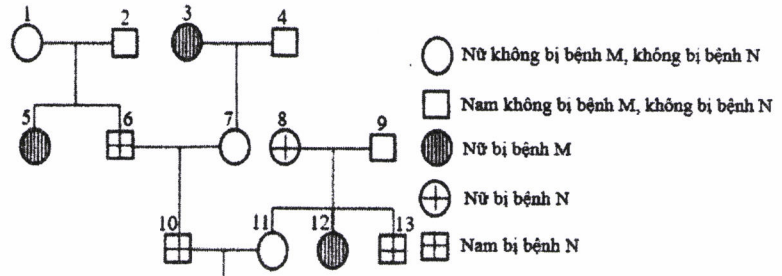 1 2 3 4
Nữ không bị bệnh M, không bị bệnh N
Nam không bị bệnh M, không bị bệnh N
5 6 7 8 9
Nữ bị bệnh M
Nữ bị bệnh N
10 11 12 13
Nam bị bệnh N